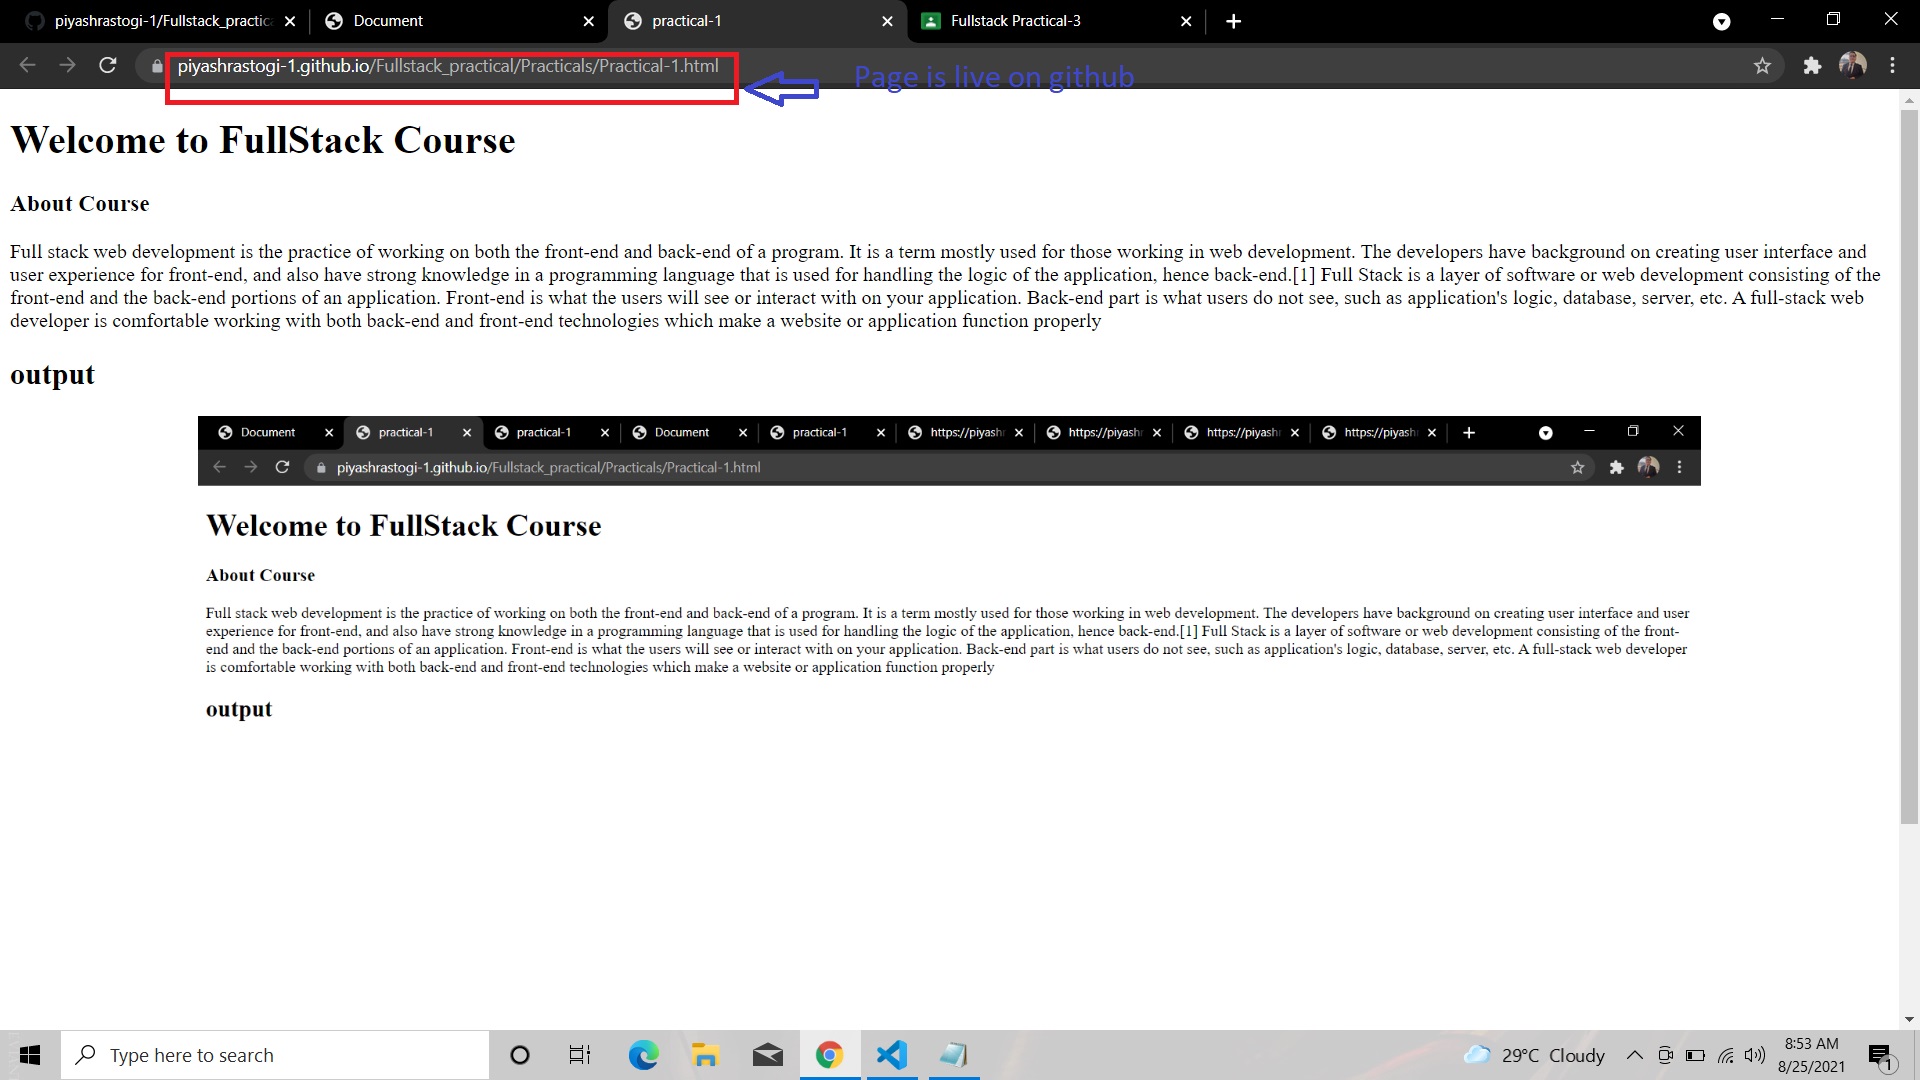 piyashrastogi-1/Fullstack_practic
Document
practical-1
Fullstack Practical-3
piyashrastogi-1.github.io/Fullstack_practical/Practicals/Practical-1.html
Page is live on github
Welcome to FullStack Course
About Course
Full stack web development is the practice of working on both the front-end and back-end of a program. It is a term mostly used for those working in web development. The developers have background on creating user interface and
user experience for front-end, and also have strong knowledge in a programming language that is used for handling the logic of the application, hence back-end.[1] Full Stack is a layer of software or web development consisting of the
front-end and the back-end portions of an application. Front-end is what the users will see or interact with on your application. Back-end part is what users do not see, such as application's logic, database, server, etc. A full-stack web
developer is comfortable working with both back-end and front-end technologies which make a website or application function properly
output
Document
practical-1
practical-1
Document
practical-1
https://piyash
https://piyash
https://piyash
https://piyash
piyashrastogi-1.github.io/Fullstack_practical/Practicals/Practical-1.html
Welcome to FullStack Course
About Course
Full stack web development is the practice of working on both the front-end and back-end of a program. It is a term mostly used for those working in web development. The developers have background on creating user interface and user
experience for front-end, and also have strong knowledge in a programming language that is used for handling the logic of the application, hence back-end.[1] Full Stack is a layer of software or web development consisting of the front-
end and the back-end portions of an application. Front-end is what the users will see or interact with on your application. Back-end part is what users do not see, such as application's logic, database, server, etc. A full-stack web developer
is comfortable working with both back-end and front-end technologies which make a website or application function properly
output
Type here to search
29°C Cloudy
8:53 AM
8/25/2021
1